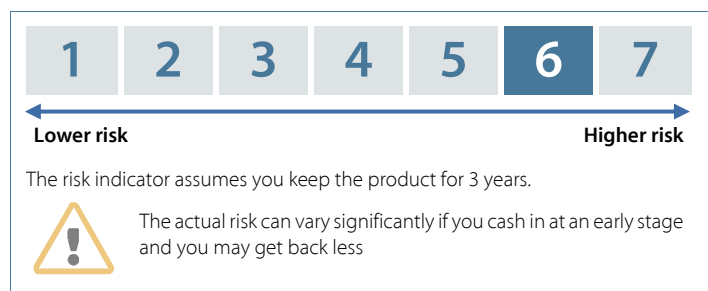 1 2 3 4 5 6 7
Lower risk Higher risk
The risk indicator assumes you keep the product for 3 years.
The actual risk can vary significantly if you cash in at an early stage
and you may get back less